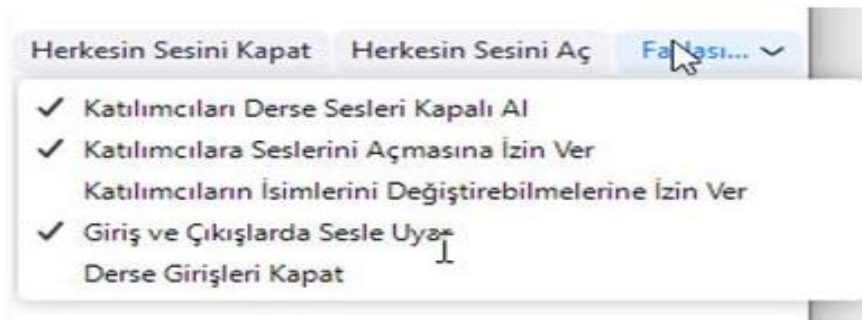 Herkesin Sesini Kapat Herkesin Sesini Aç
Katılımcıları Derse Sesleri Kapalı Al
Katılımcılara Seslerini Açmasına İzin Ver
Katılımcıların İsimlerini Değiştirebilmelerine İzin Ver
Giriş ve Çıkışlarda Sesle Uyar
Derse Girişleri Kapat